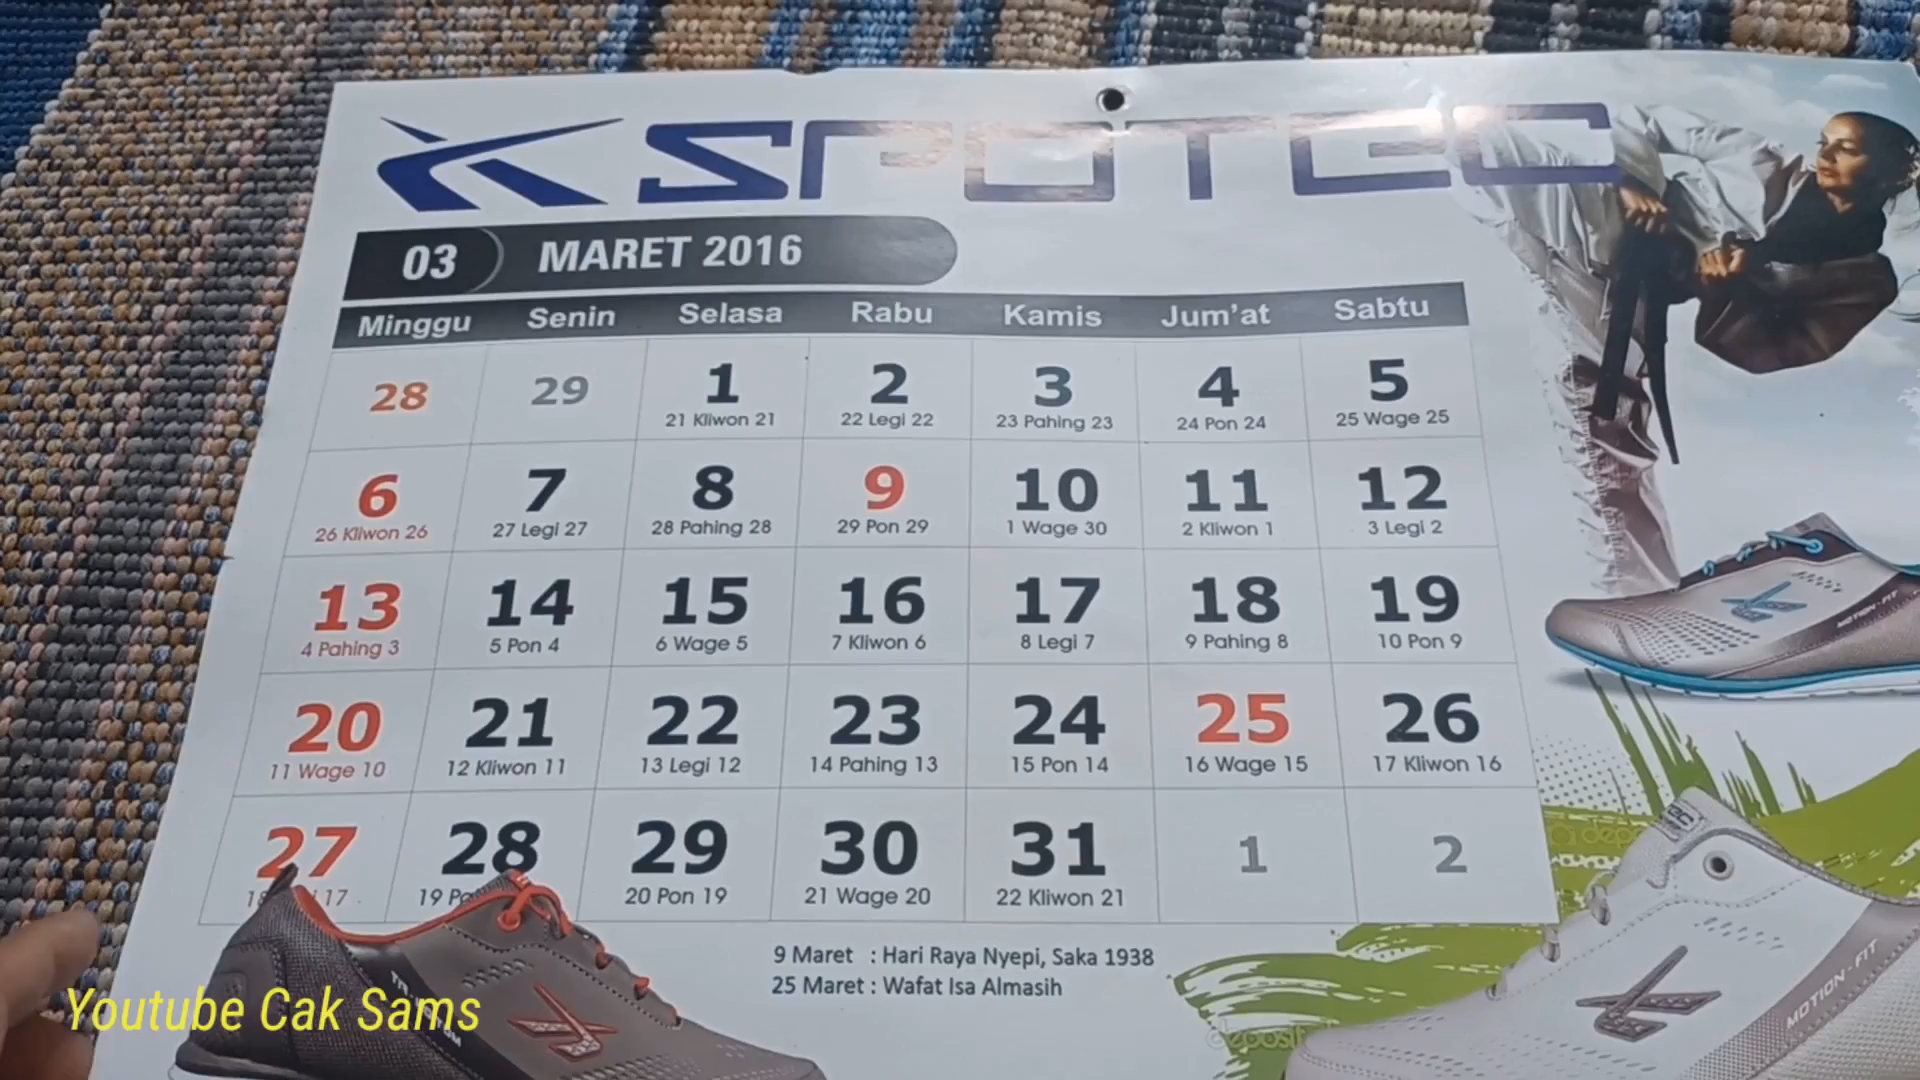 SPOTEC
03 MARET 2016
Minggu Senin Selasa Rabu Kamis Jum'at Sabtu
28 29 1 2 3 4 5
21 Kliwon 21 22 Legi 22 23 Pahing 23 24 Pon 24 25 Wage 25
6 7 8 9 10 11 12
26 Kliwon 26 27 Legi 27 28 Pahing 28 29 Pon 29 1 Wage 30 2 Kliwon 1 3 Legi 2
13 14 15 16 17 18 19
4 Pahing 3 5 Pon 4 6 Wage 5 7 Kliwon 6 8 Legi 7 9 Pahing 8 10 Pon 9
20 21 22 23 24 25 26
11 Wage 10 12 Kliwon 11 13 Legi 12 14 Pahing 13 15 Pon 14 16 Wage 15 17 Kliwon 16
27 28 29 30 31 1 2
17 19 20 Pon 19 21 Wage 20 22 Kliwon 21
9 Maret : Hari Raya Nyepi, Saka 1938
25 Maret : Wafat Isa Almasih
MOTION-FIT
MOTION-FIT
Youtube Cak Sams